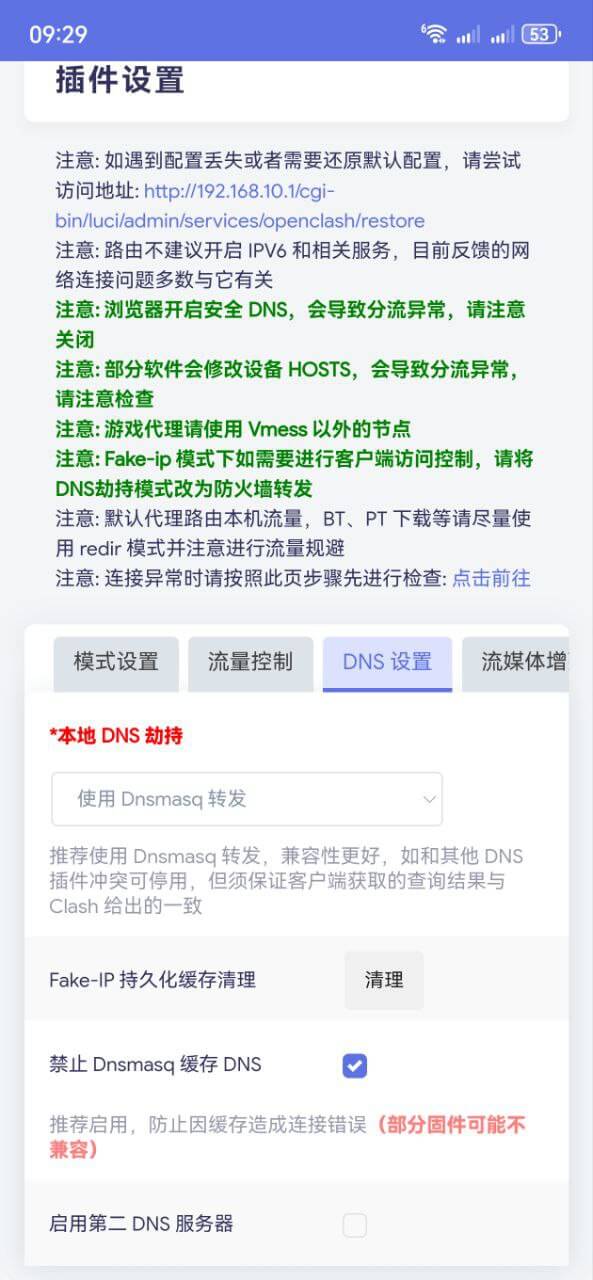 09:29
6
53
插件设置
注意: 如遇到配置丢失或者需要还原默认配置，请尝试
访问地址: http://192.168.10.1/cgi-
bin/luci/admin/services/openclash/restore
注意: 路由不建议开启 IPV6 和相关服务，目前反馈的网
络连接问题多数与它有关
注意: 浏览器开启安全 DNS，会导致分流异常，请注意
关闭
注意: 部分软件会修改设备 HOSTS，会导致分流异常，
请注意检查
注意: 游戏代理请使用 Vmess 以外的节点
注意: Fake-ip 模式下如需要进行客户端访问控制，请将
DNS劫持模式改为防火墙转发
注意: 默认代理路由本机流量，BT、PT 下载等请尽量使
用 redir 模式并注意进行流量规避
注意: 连接异常时请按照此页步骤先进行检查: 点击前往
模式设置 流量控制 DNS 设置 流媒体增
*本地 DNS 劫持
使用 Dnsmasq 转发
推荐使用 Dnsmasq 转发，兼容性更好，如和其他 DNS
插件冲突可停用，但须保证客户端获取的查询结果与
Clash 给出的一致
Fake-IP 持久化缓存清理 清理
禁止 Dnsmasq 缓存 DNS
推荐启用，防止因缓存造成连接错误（部分固件可能不
兼容）
启用第二 DNS 服务器